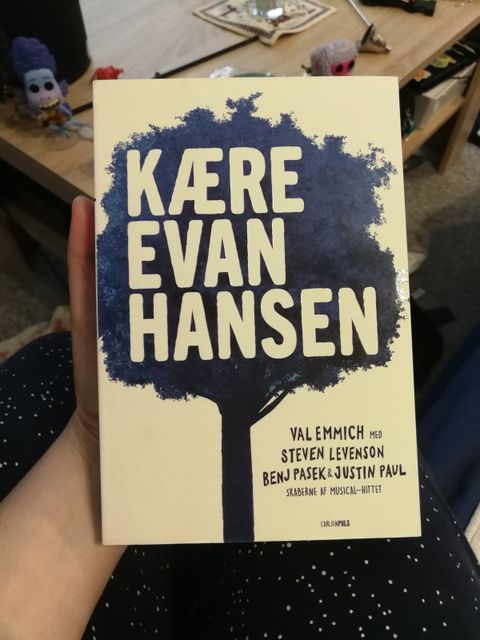 KÆRE
EVAN
HANSEN
VAL EMMICH MED
STEVEN LEVENSON
BENJ PASEK & JUSTIN PAUL
SKABERNE AF MUSICAL-HITTET
CARLSENPULS